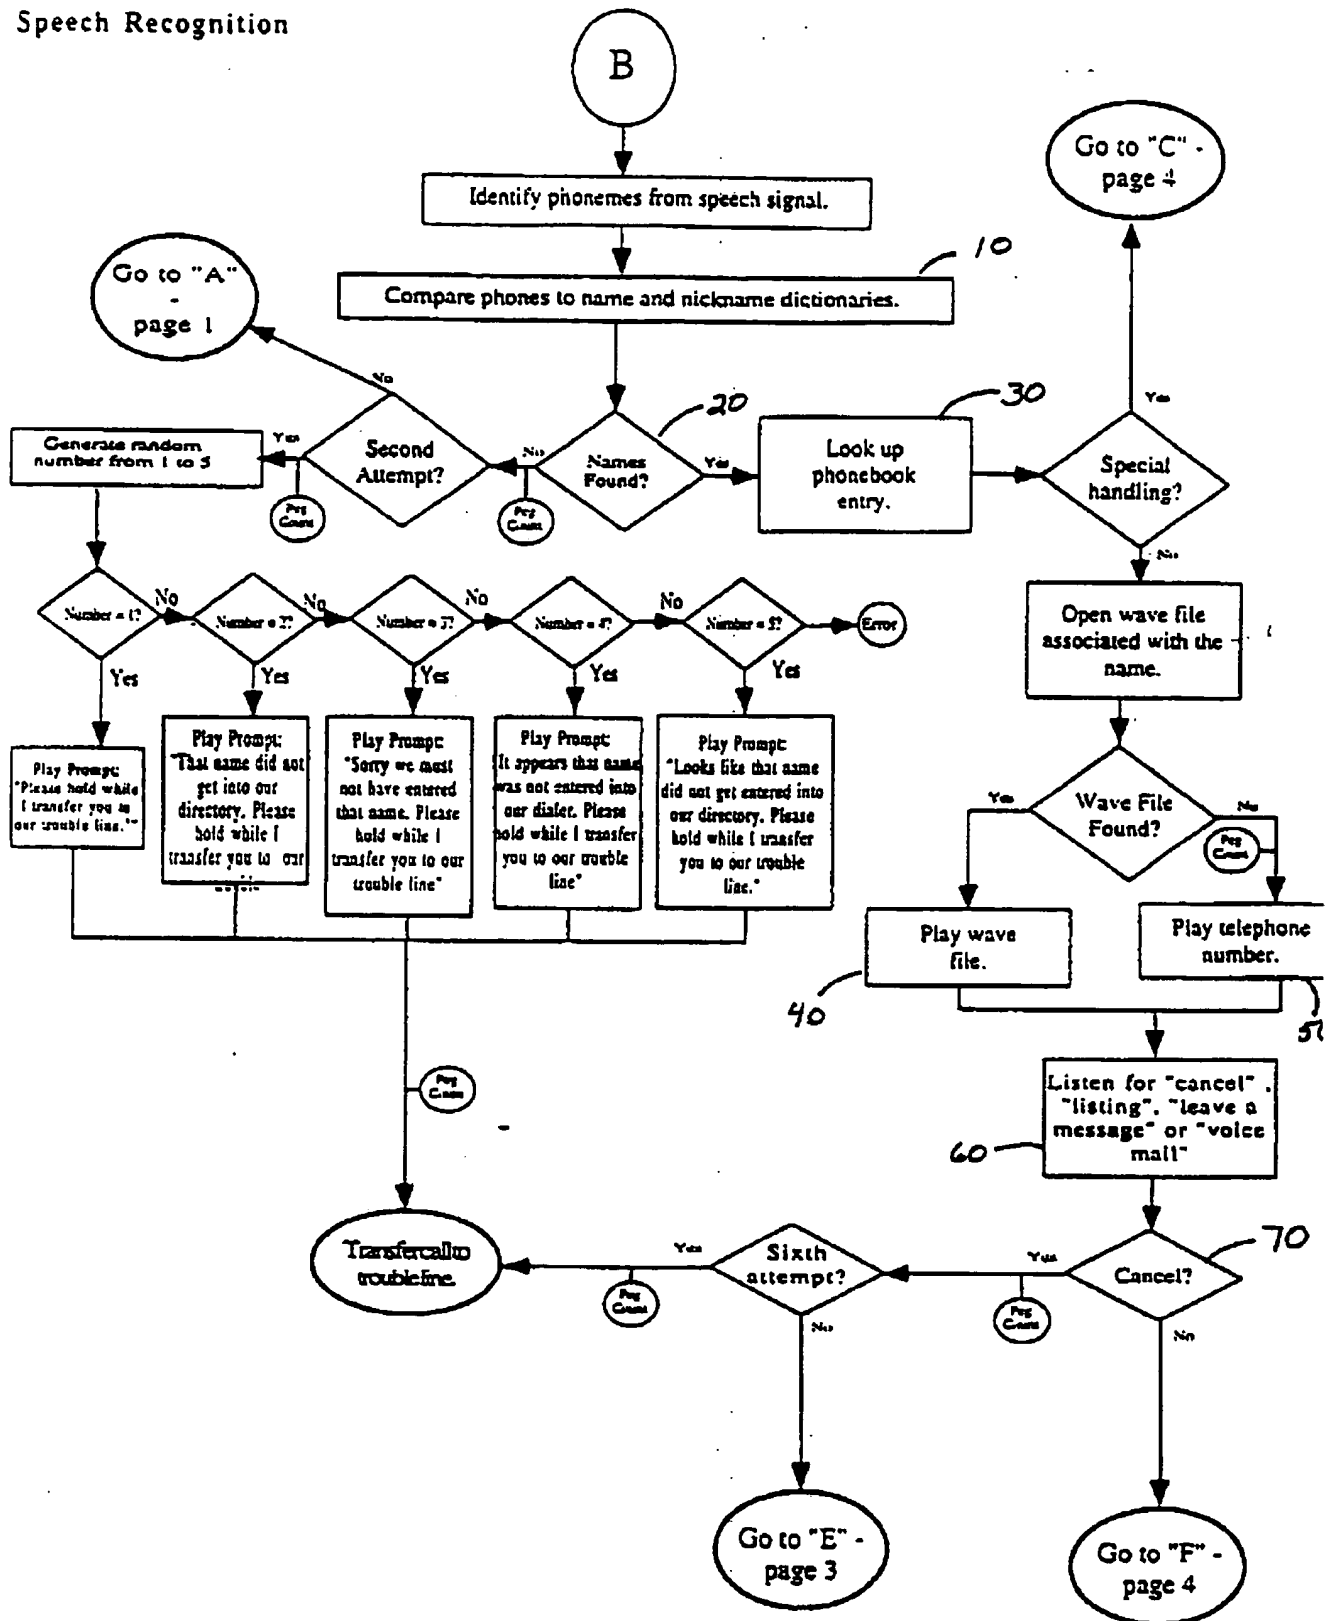 Speech Recognition
B
Go to "C" -
page 4
Identify phonemes from speech signal.
10
Go to "A"
-
page 1
Compare phones to name and nickname dictionaries.
No
20
30
Yes
Generate random
number from 1 to 5
Yes
Second
Attempt?
No
Names
Found?
Yes
Look up
phonebook
entry.
Special
handling?
Peg
Count
Peg
Count
No
Number = 1?
No
Number = 2?
No
Number = 3?
No
Number = 4?
No
Number = 5?
Error
Open wave file
associated with the
name.
Yes
Yes
Yes
Yes
Yes
Play Prompt:
"Please hold while
I transfer you to
our trouble line."
Play Prompt:
"That name did not
get into our
directory. Please
hold while I
transfer you to our
Play Prompt:
"Sorry we must
not have entered
that name. Please
hold while I
transfer you to our
trouble line"
Play Prompt:
It appears that name
was not entered into
our dialer. Please
hold while I transfer
you to our trouble
line"
Play Prompt:
"Looks like that name
did not get entered into
our directory. Please
hold while I transfer
you to our trouble
line."
Yes
Wave File
Found?
No
Peg
Count
Play wave
file.
Play telephone
number.
40
Peg
Count
Listen for "cancel",
"listing", "leave a
message" or "voice
mail"
60
Transfer call to
trouble line.
Yes
Sixth
attempt?
Yes
Cancel?
70
Peg
Count
Peg
Count
No
No
Go to "E" -
page 3
Go to "F" -
page 4